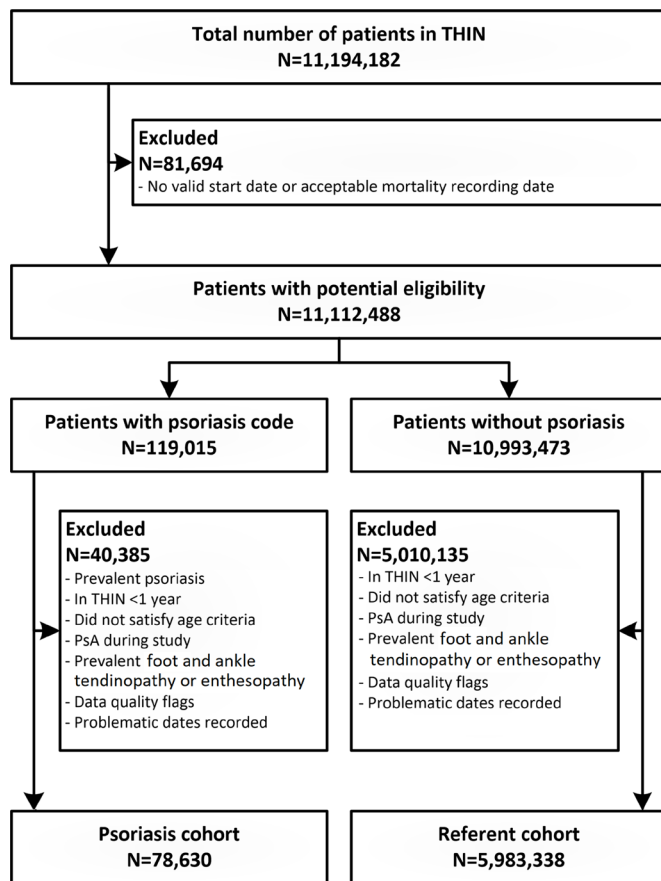 Total number of patients in THIN
N=11,194,182
Excluded
N=81,694
- No valid start date or acceptable mortality recording date
Patients with potential eligibility
N=11,112,488
Patients with psoriasis code
N=119,015
Patients without psoriasis
N=10,993,473
Excluded
N=40,385
- Prevalent psoriasis
- In THIN <1 year
- Did not satisfy age criteria
- PsA during study
- Prevalent foot and ankle
tendinopathy or enthesopathy
- Data quality flags
- Problematic dates recorded
Excluded
N=5,010,135
- In THIN <1 year
- Did not satisfy age criteria
- PsA during study
- Prevalent foot and ankle
tendinopathy or enthesopathy
- Data quality flags
- Problematic dates recorded
Psoriasis cohort
N=78,630
Referent cohort
N=5,983,338